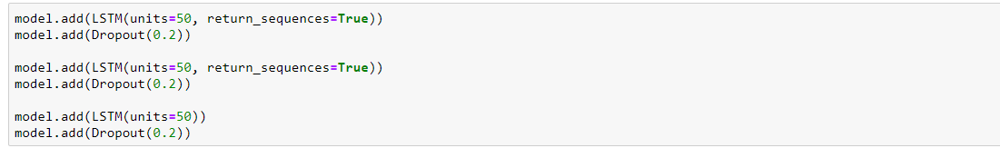 model.add(LSTM(units=50, return_sequences=True))
model.add(Dropout(0.2))
model.add(LSTM(units=50, return_sequences=True))
model.add(Dropout(0.2))
model.add(LSTM(units=50))
model.add(Dropout(0.2))